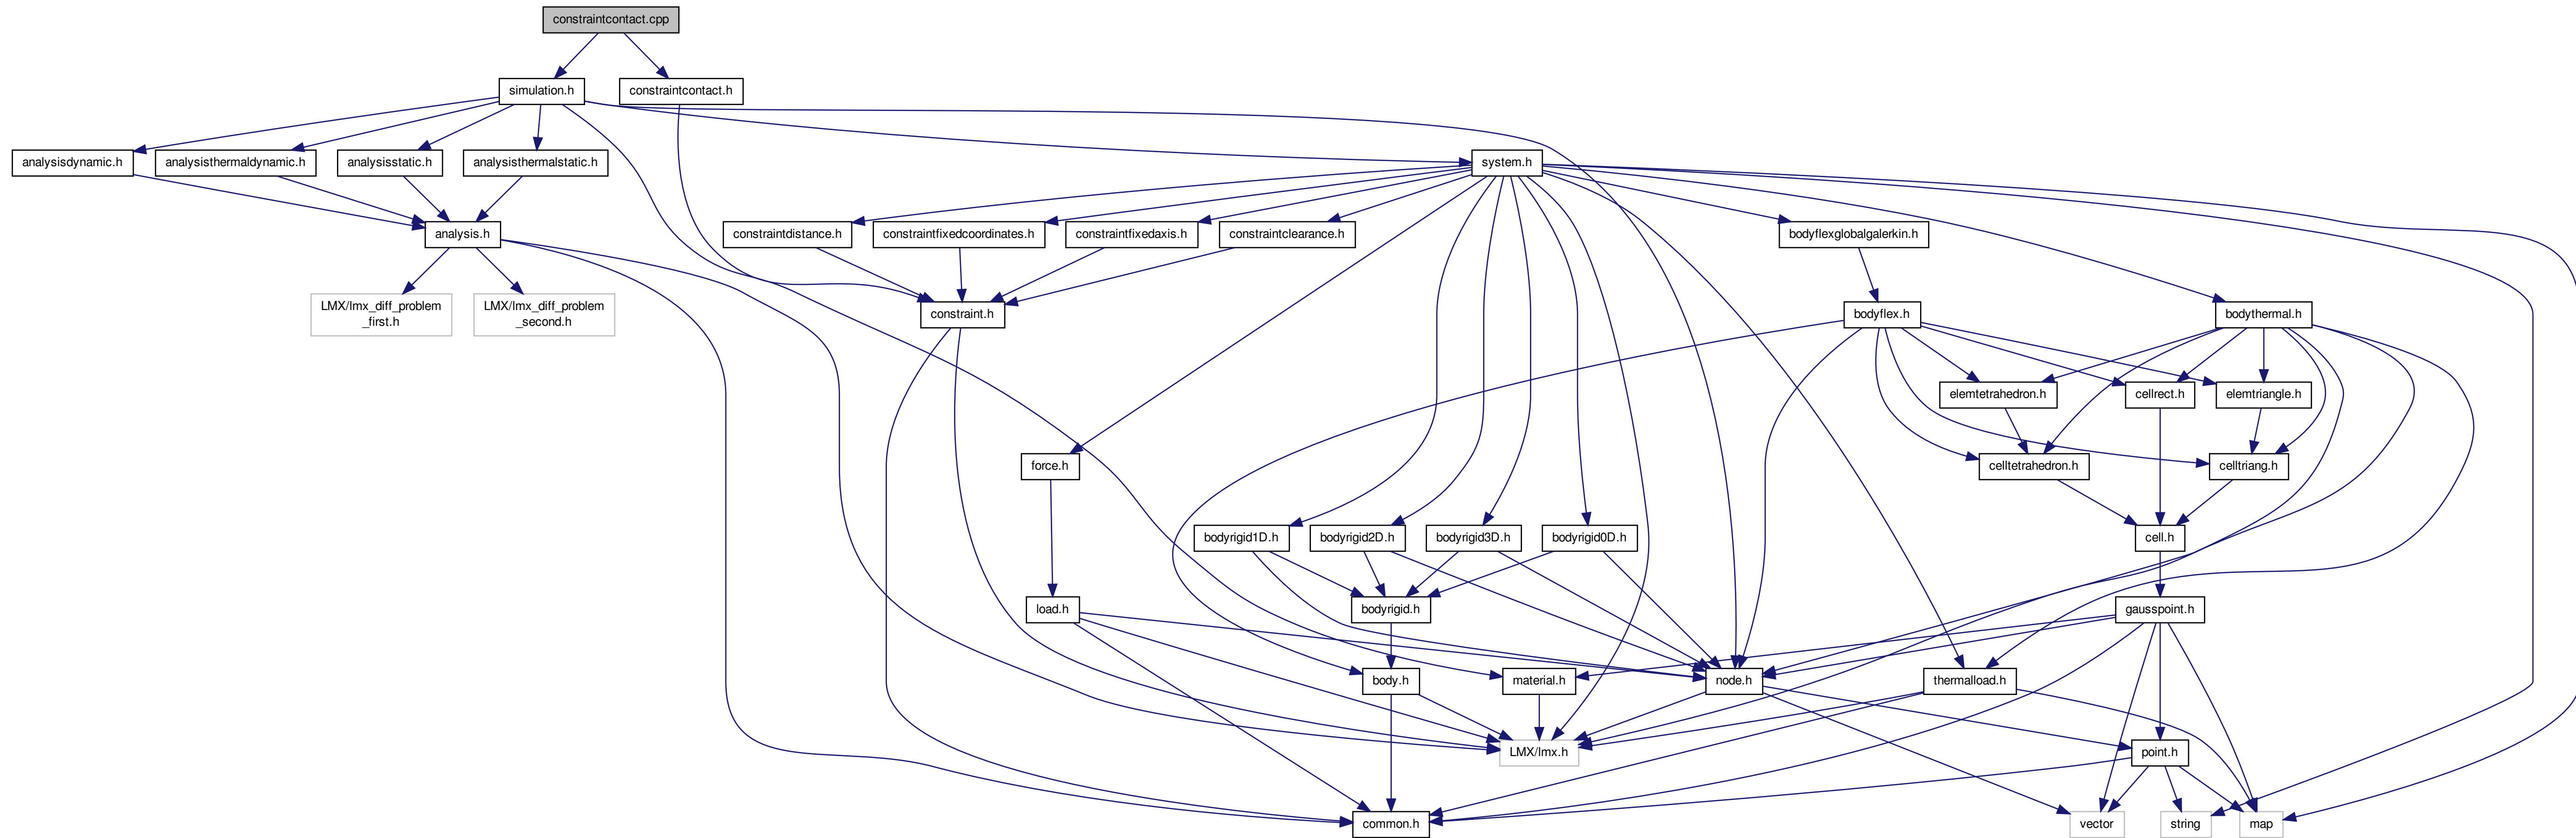 constraintcontact.cpp
simulation.h
constraintcontact.h
analysisdynamic.h
analysisthermaldynamic.h
analysisstatic.h
analysisthermalstatic.h
system.h
analysis.h
constraintdistance.h
constraintfixedcoordinates.h
constraintfixedaxis.h
constraintclearance.h
bodyflexglobalgalerkin.h
LMX/lmx_diff_problem
_first.h
LMX/lmx_diff_problem
_second.h
constraint.h
bodyflex.h
bodythermal.h
elemtetrahedron.h
cellrect.h
elemtriangle.h
force.h
celltetrahedron.h
celltriang.h
bodyrigid1D.h
bodyrigid2D.h
bodyrigid3D.h
bodyrigid0D.h
cell.h
load.h
bodyrigid.h
gausspoint.h
body.h
material.h
node.h
thermalload.h
LMX/lmx.h
point.h
common.h
vector
string
map